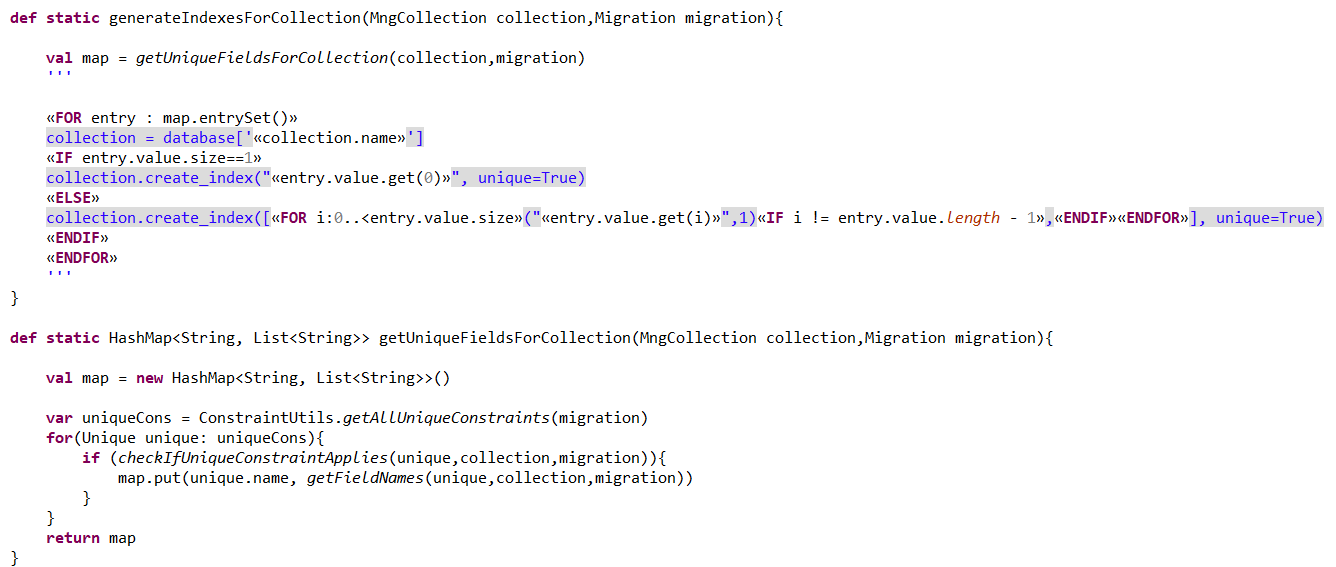 def static generateIndexesForCollection(MngCollection collection,Migration migration){
val map = getUniqueFieldsForCollection(collection,migration)
'''
«FOR entry : map.entrySet()»
collection = database['«collection.name»']
«IF entry.value.size==1»
collection.create_index("«entry.value.get(0)»", unique=True)
«ELSE»
collection.create_index([«FOR i:0..<entry.value.size»("«entry.value.get(i)»",1)«IF i != entry.value.length - 1»,«ENDIF»«ENDFOR»], unique=True)
«ENDIF»
«ENDFOR»
'''
}
def static HashMap<String, List<String>> getUniqueFieldsForCollection(MngCollection collection,Migration migration){
val map = new HashMap<String, List<String>>()
var uniqueCons = ConstraintUtils.getAllUniqueConstraints(migration)
for(Unique unique: uniqueCons){
if (checkIfUniqueConstraintApplies(unique,collection,migration)){
map.put(unique.name, getFieldNames(unique,collection,migration))
}
}
return map
}